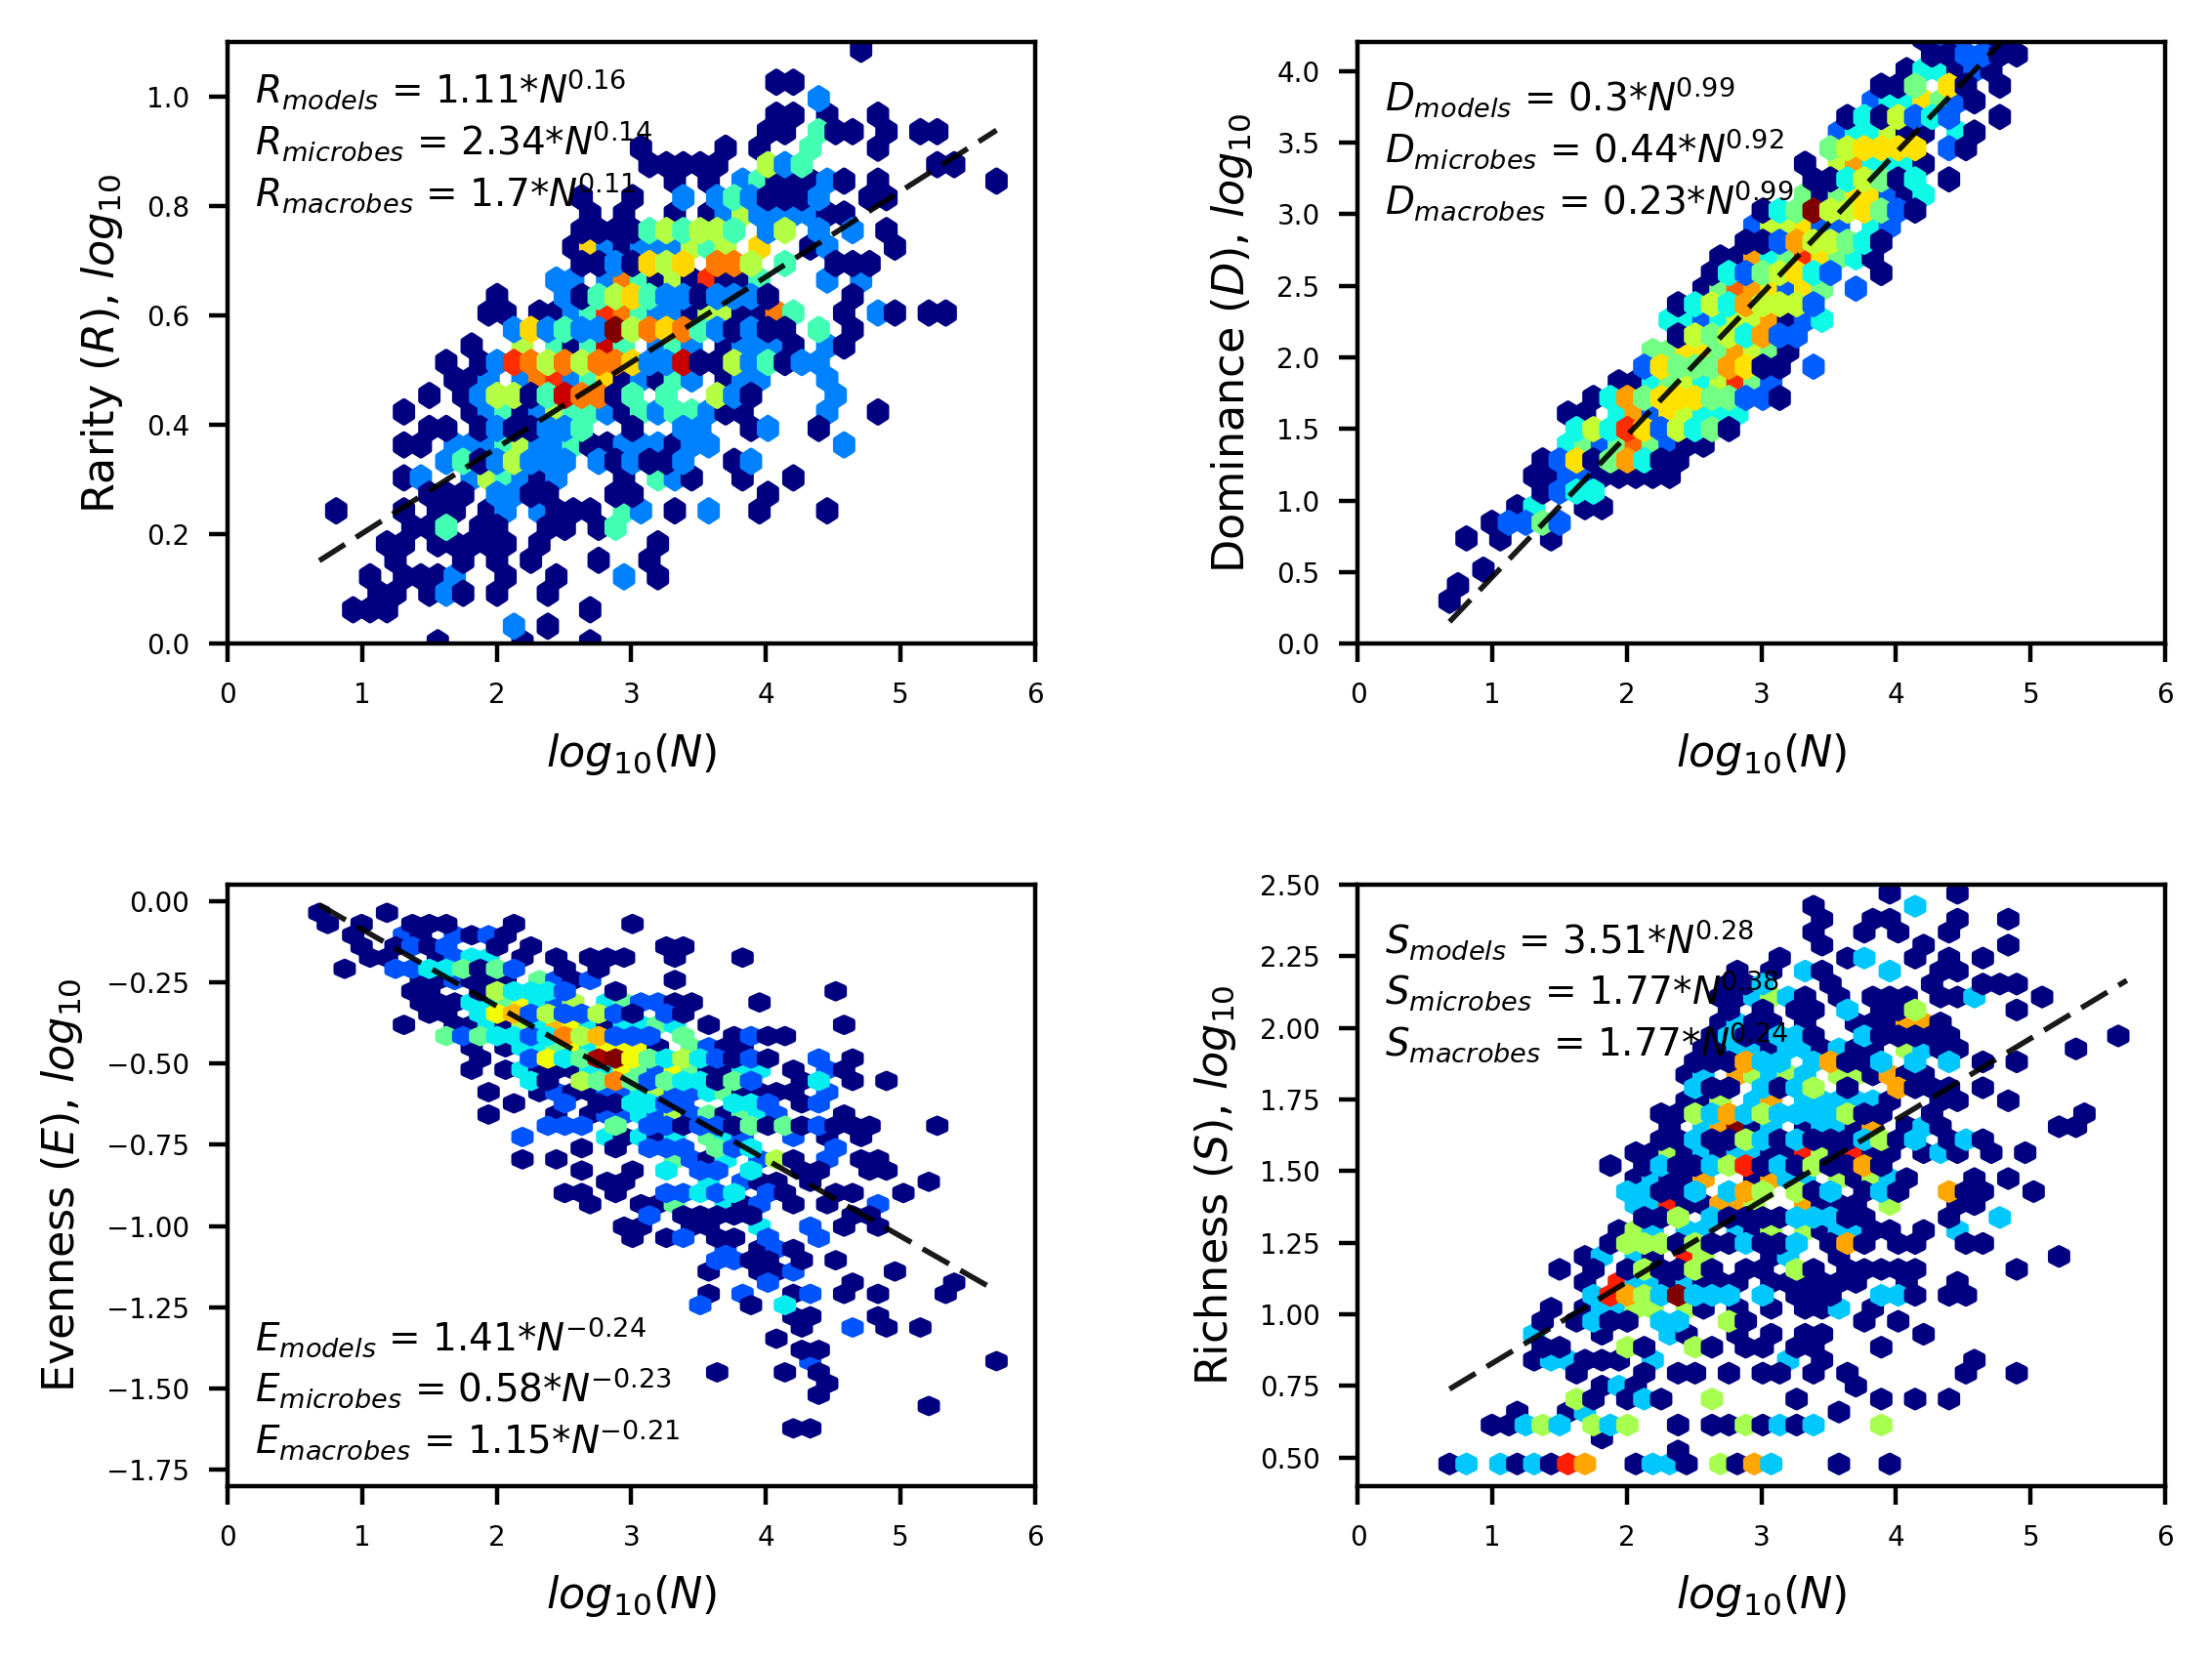 R_models = 1.11*N^0.16
R_microbes = 2.34*N^0.14
R_macrobes = 1.7*N^0.11
Rarity (R), log_10
1.0
0.8
0.6
0.4
0.2
0.0
0 1 2 3 4 5 6
log_10(N)
D_models = 0.3*N^0.99
D_microbes = 0.44*N^0.92
D_macrobes = 0.23*N^0.99
Dominance (D), log_10
4.0
3.5
3.0
2.5
2.0
1.5
1.0
0.5
0.0
0 1 2 3 4 5 6
log_10(N)
Evenness (E), log_10
0.00
−0.25
−0.50
−0.75
−1.00
−1.25
−1.50
−1.75
E_models = 1.41*N^−0.24
E_microbes = 0.58*N^−0.23
E_macrobes = 1.15*N^−0.21
0 1 2 3 4 5 6
log_10(N)
S_models = 3.51*N^0.28
S_microbes = 1.77*N^0.38
S_macrobes = 1.77*N^0.24
Richness (S), log_10
2.50
2.25
2.00
1.75
1.50
1.25
1.00
0.75
0.50
0 1 2 3 4 5 6
log_10(N)